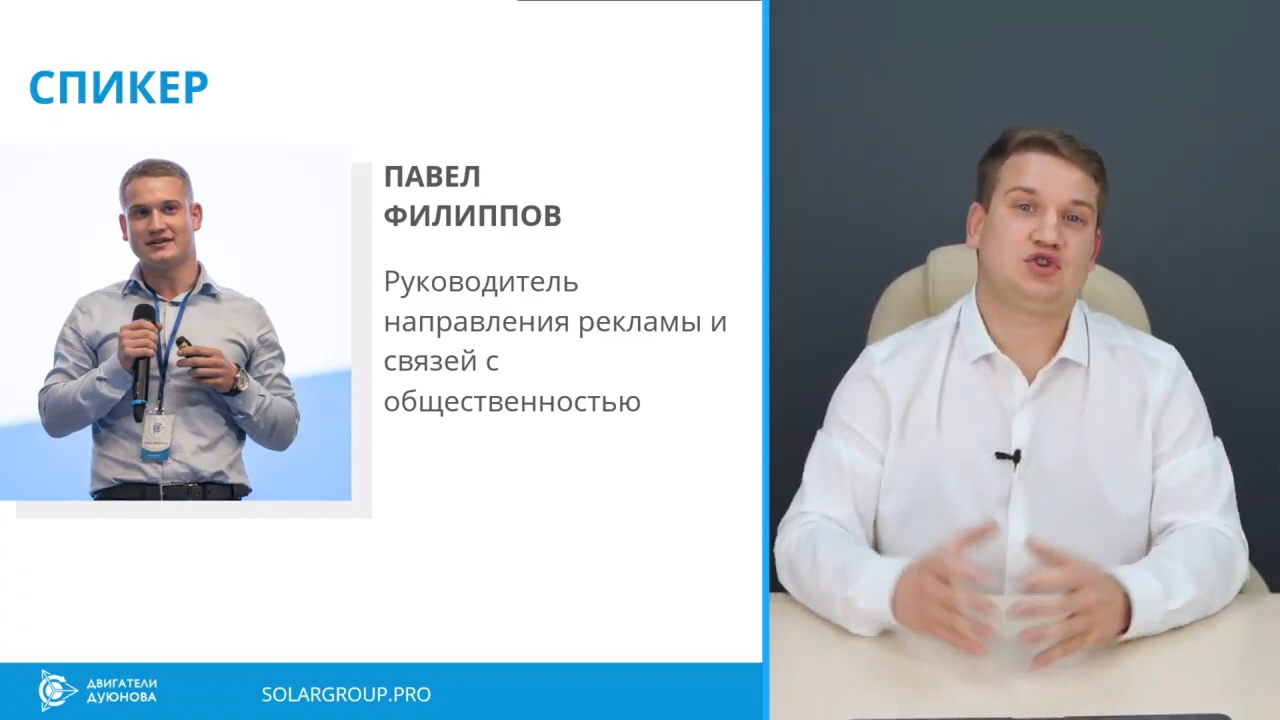 СПИКЕР
ПАВЕЛ
ФИЛИППОВ
Руководитель
направления рекламы и
связей с
общественностью
ДВИГАТЕЛИ
ДУЮНОВА
SOLARGROUP.PRO